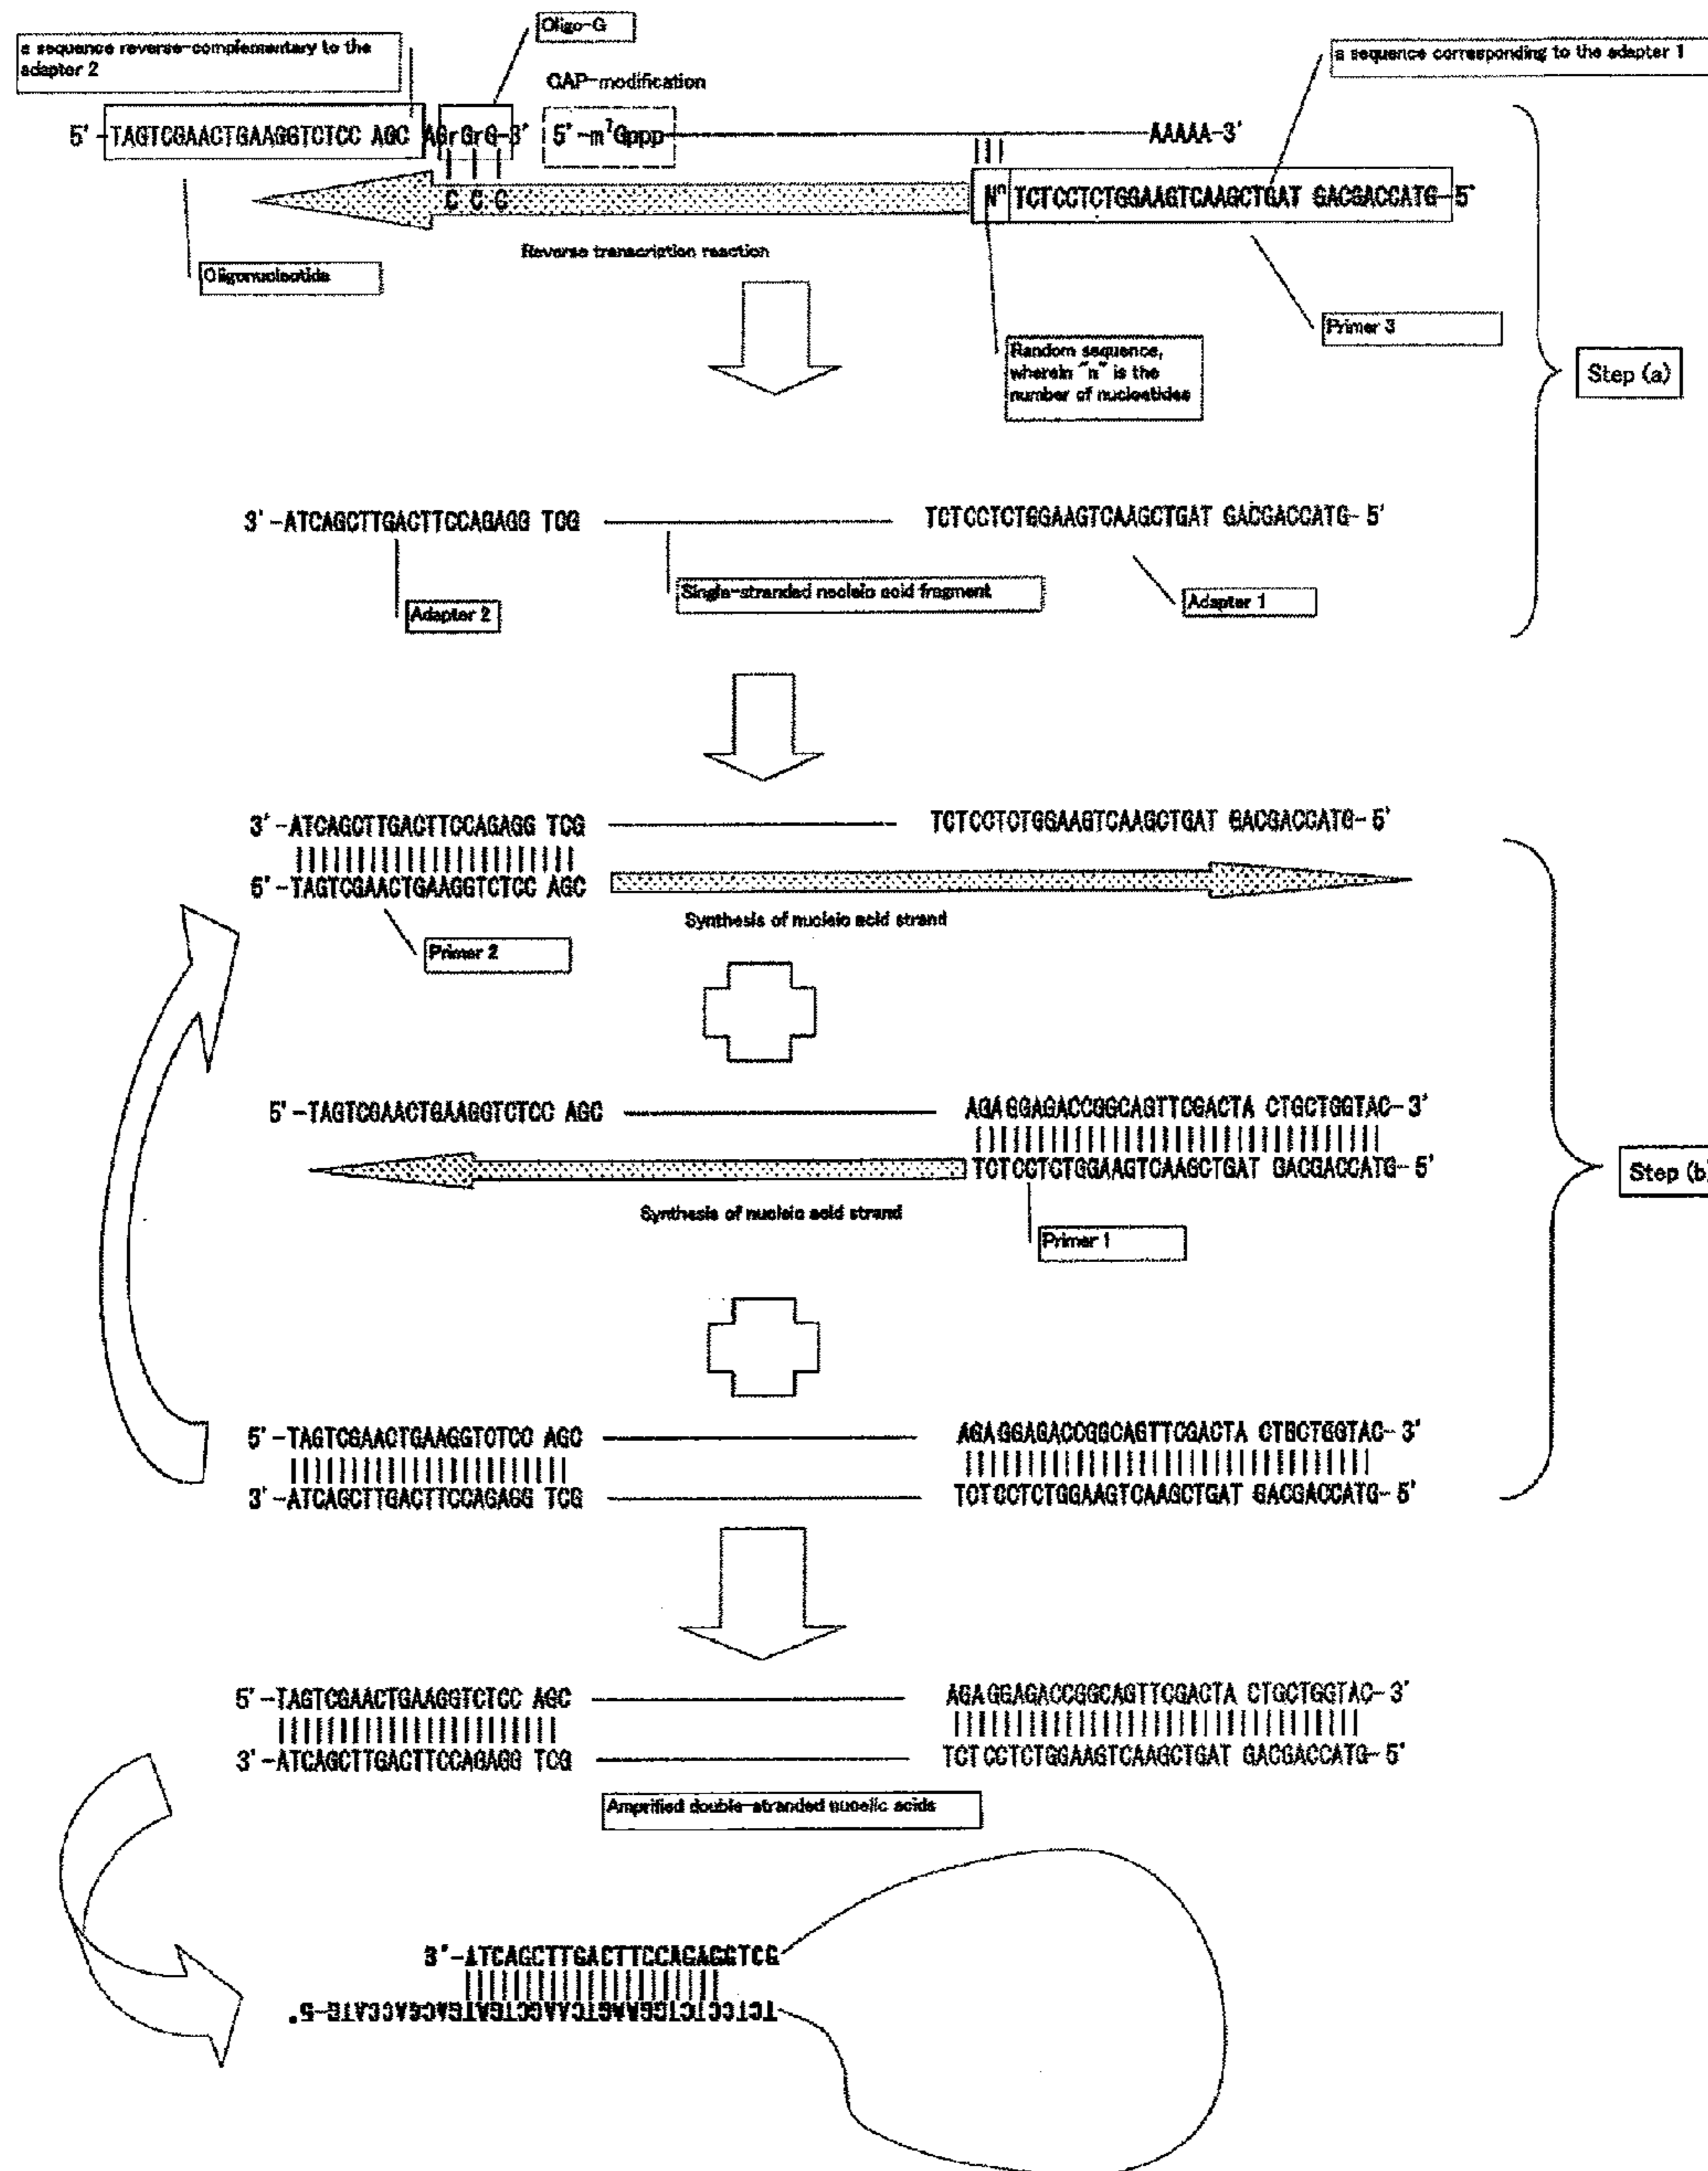 Oligo-G
a sequence reverse-complementary to the
adapter 2
a sequence corresponding to the adapter 1
CAP-modification
5'-TAGTCGAACTGAAGGTCTCC AGC AGrGrG-3' 5'-m⁷Gppp AAAAA-3'
C C C Nⁿ TCTCCTCTGGAAGTCAAGCTGAT GACGACCATG-5'
Reverse transcription reaction
Oligonucleotide
Primer 3
Random sequence,
wherein "n" is the
number of nucleotides
Step (a)
3'-ATCAGCTTGACTTCCAGAGG TCG TCTCCTCTGGAAGTCAAGCTGAT GACGACCATG-5'
Single-stranded nucleic acid fragment
Adapter 2
Adapter 1
3'-ATCAGCTTGACTTCCAGAGG TCG TCTCCTCTGGAAGTCAAGCTGAT GACGACCATG-5'
5'-TAGTCGAACTGAAGGTCTCC AGC
Synthesis of nucleic acid strand
Primer 2
5'-TAGTCGAACTGAAGGTCTCC AGC AGAGGAGACCGGCAGTTCGACTA CTGCTGGTAC-3'
TCTCCTCTGGAAGTCAAGCTGAT GACGACCATG-5'
Step (b)
Synthesis of nucleic acid strand
Primer 1
5'-TAGTCGAACTGAAGGTCTCC AGC AGAGGAGACCGGCAGTTCGACTA CTGCTGGTAC-3'
3'-ATCAGCTTGACTTCCAGAGG TCG TCTCCTCTGGAAGTCAAGCTGAT GACGACCATG-5'
5'-TAGTCGAACTGAAGGTCTCC AGC AGAGGAGACCGGCAGTTCGACTA CTGCTGGTAC-3'
3'-ATCAGCTTGACTTCCAGAGG TCG TCTCCTCTGGAAGTCAAGCTGAT GACGACCATG-5'
Amprified double-stranded nucelic acids
3'-ATCAGCTTGACTTCCAGAGGTCG
TCTCCTCTGGAAGTCAAGCTGATGACGACCATG-5'